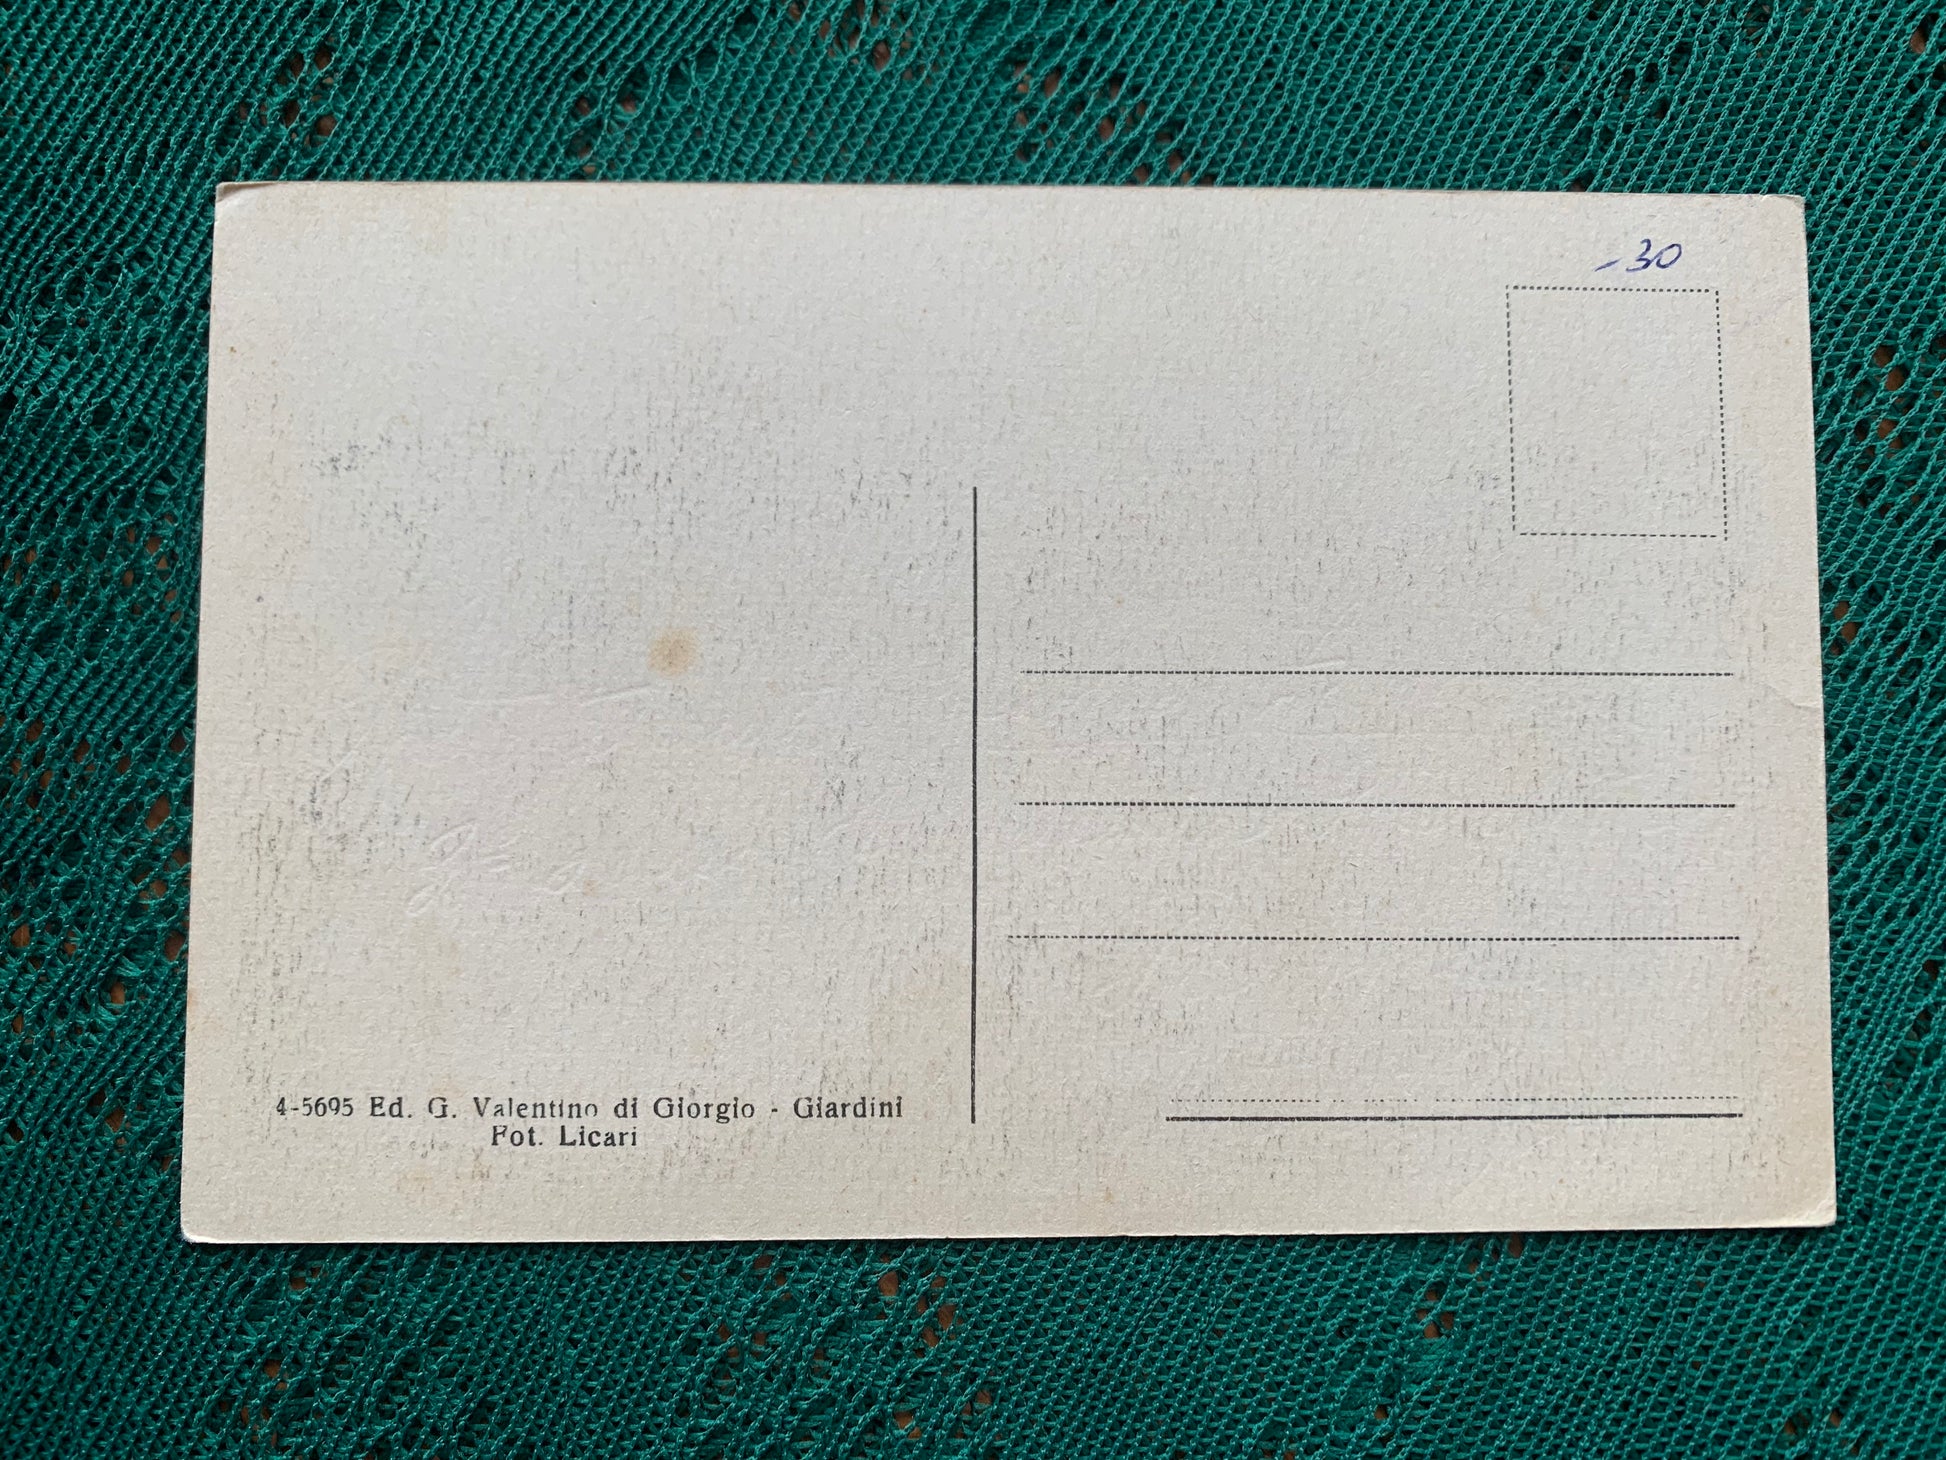 -30
4-5695 Ed. G. Valentino di Giorgio - Giardini
Fot. Licari